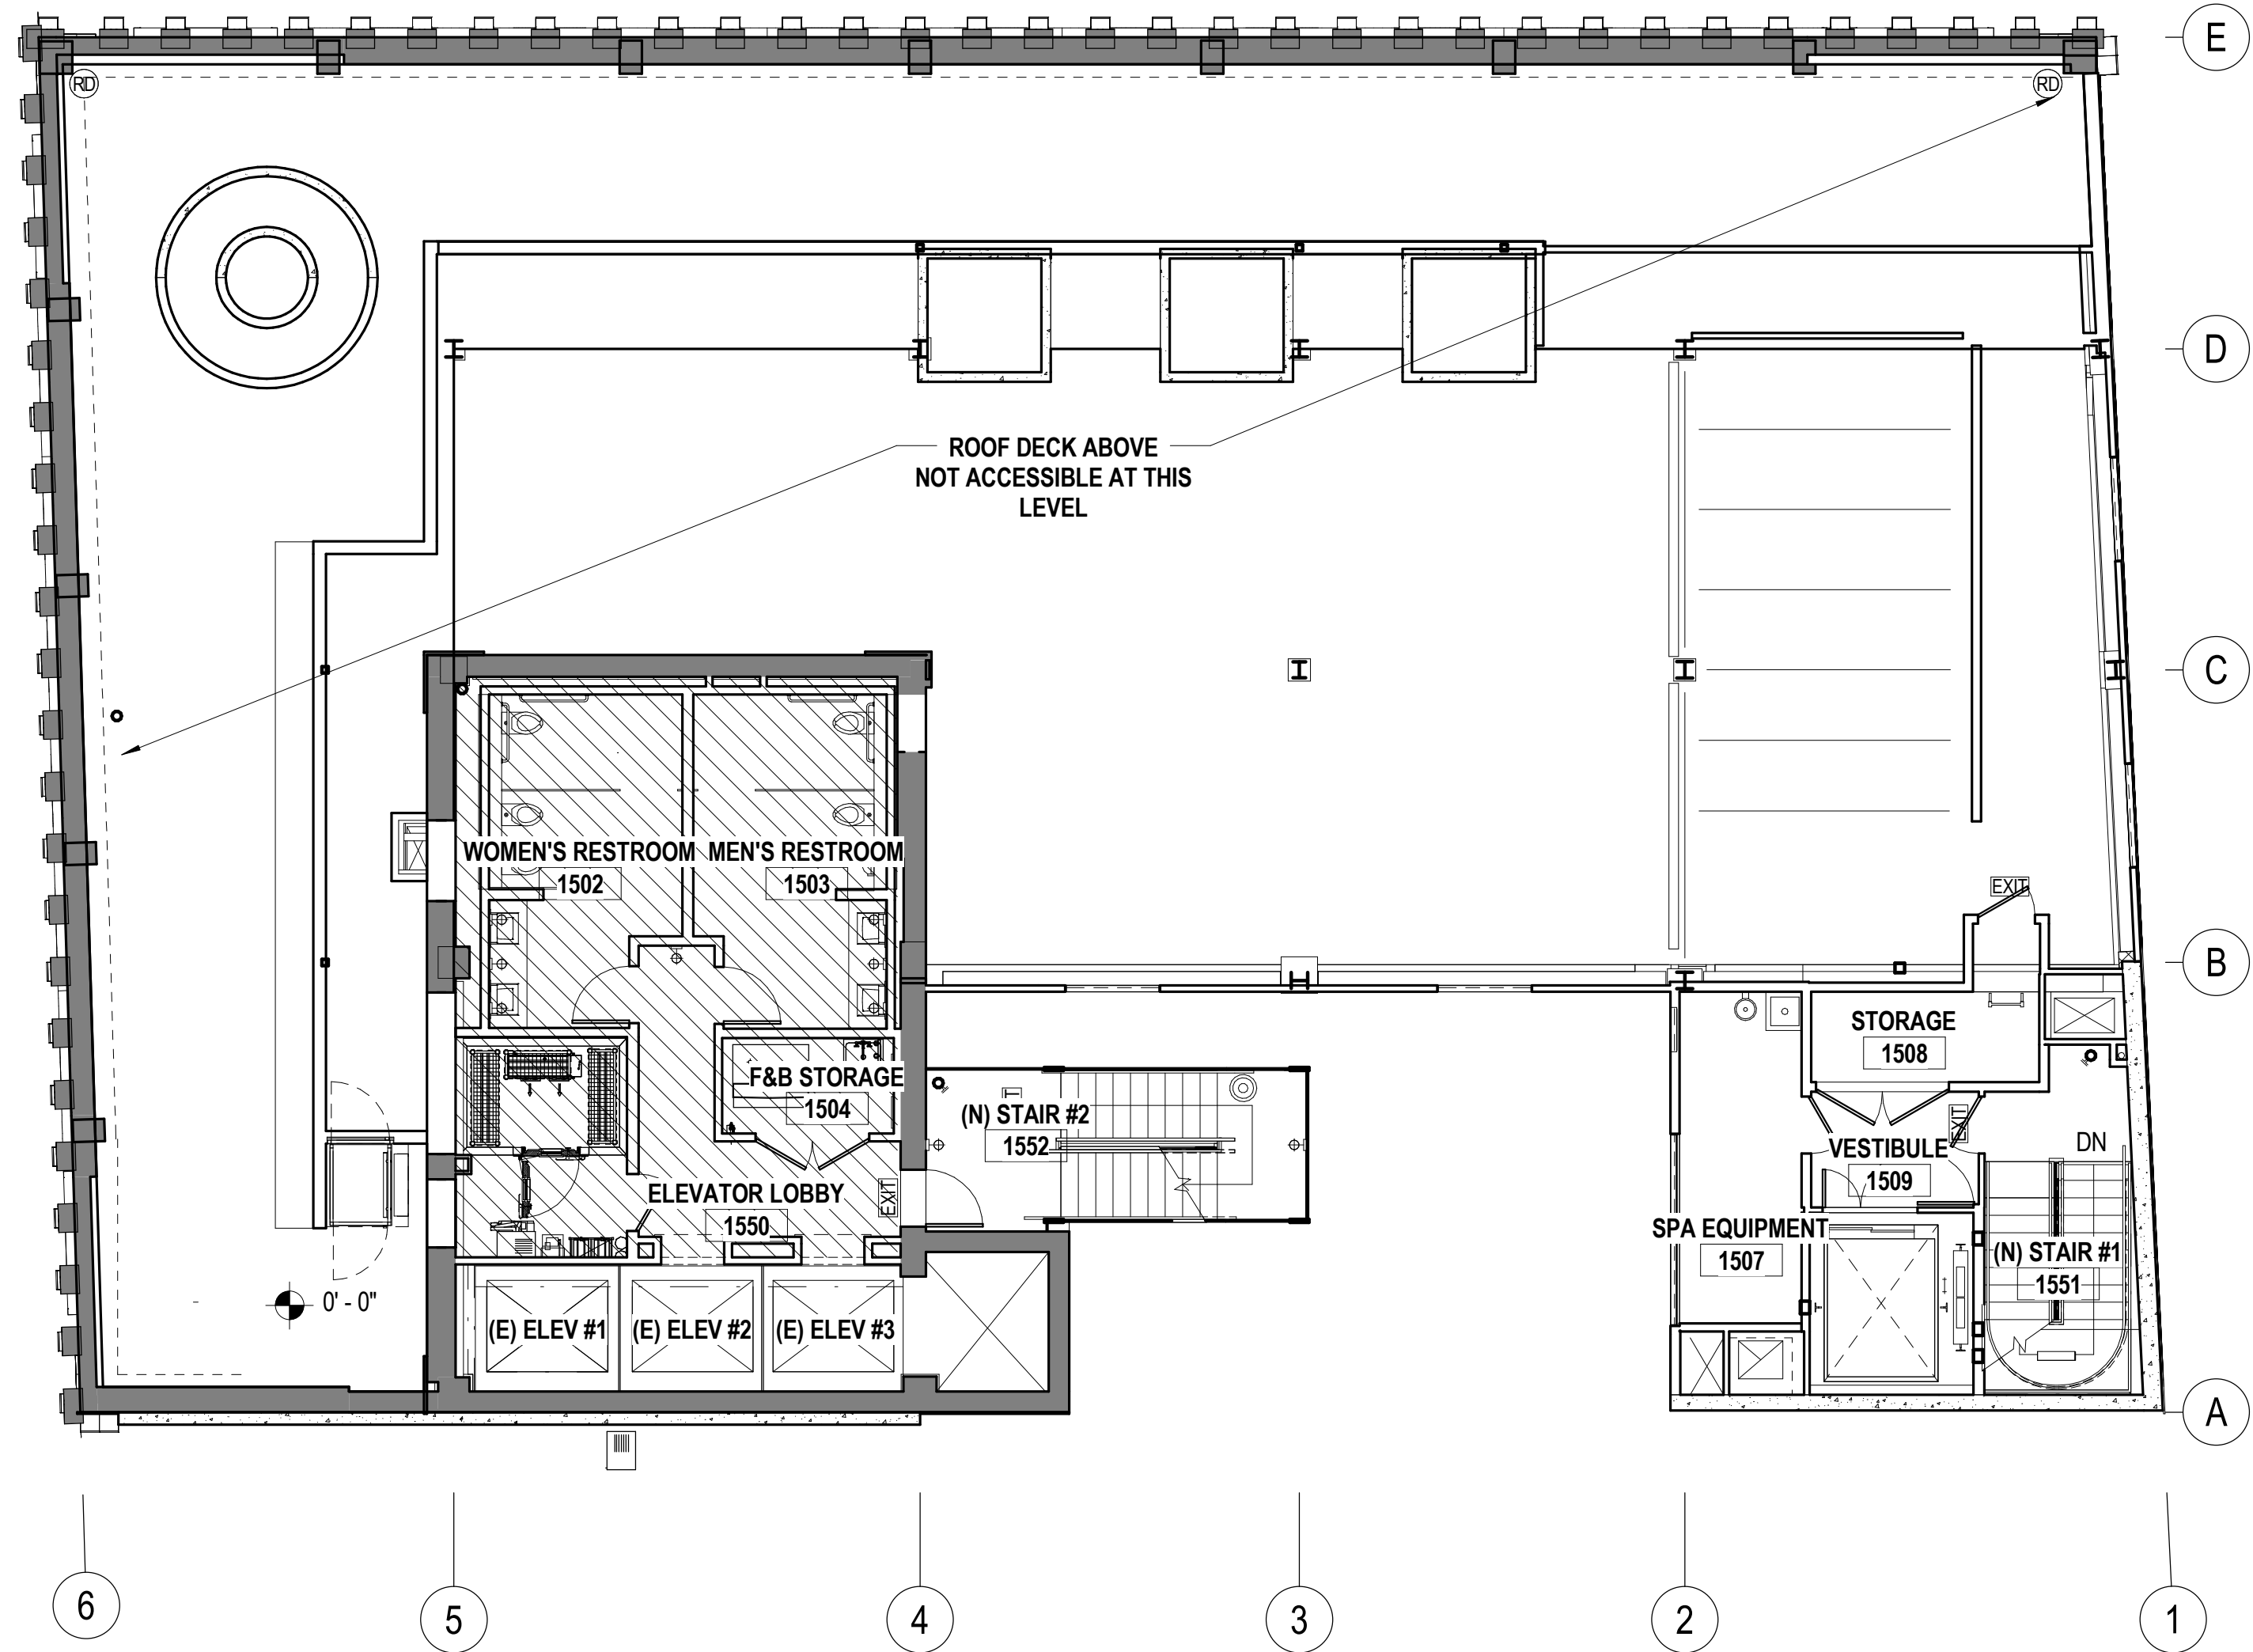 E
RD
RD
D
ROOF DECK ABOVE
NOT ACCESSIBLE AT THIS
LEVEL
C
WOMEN'S RESTROOM
1502
MEN'S RESTROOM
1503
EXIT
B
STORAGE
1508
F&B STORAGE
1504
(N) STAIR #2
1552
EXIT
DN
VESTIBULE
1509
ELEVATOR LOBBY
1550
EXIT
SPA EQUIPMENT
1507
(N) STAIR #1
1551
0' - 0"
(E) ELEV #1
(E) ELEV #2
(E) ELEV #3
A
6
5
4
3
2
1